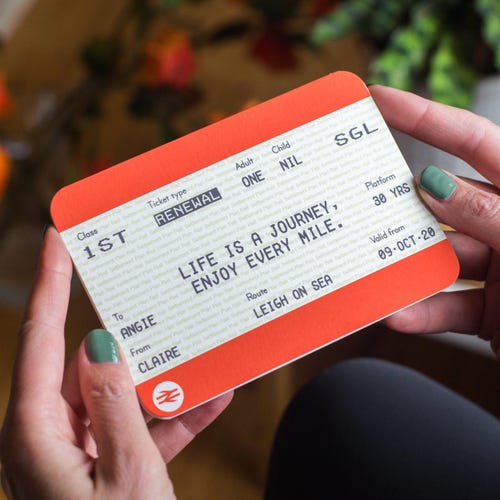 Class Ticket type Adult Child SGL
1ST RENEWAL ONE NIL
LIFE IS A JOURNEY,
ENJOY EVERY MILE.
Platform
30 YRS
To
ANGIE
Route
LEIGH ON SEA
Valid from
09·OCT·20
From
CLAIRE